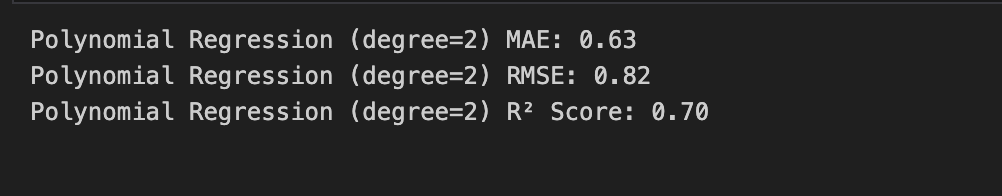 Polynomial Regression (degree=2) MAE: 0.63
Polynomial Regression (degree=2) RMSE: 0.82
Polynomial Regression (degree=2) R² Score: 0.70